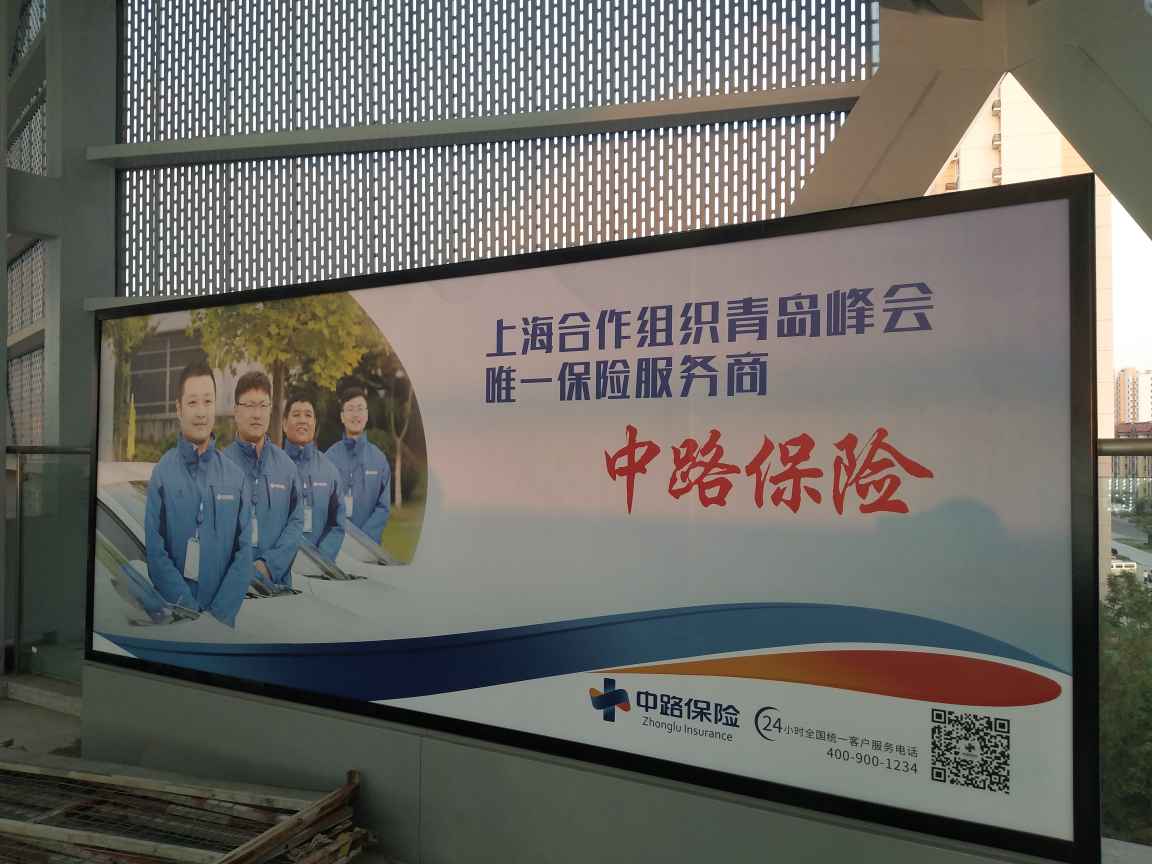 上海合作组织青岛峰会
唯一保险服务商
中路保险
中路保险
Zhonglu Insurance
24小时全国统一客户服务电话
400-900-1234